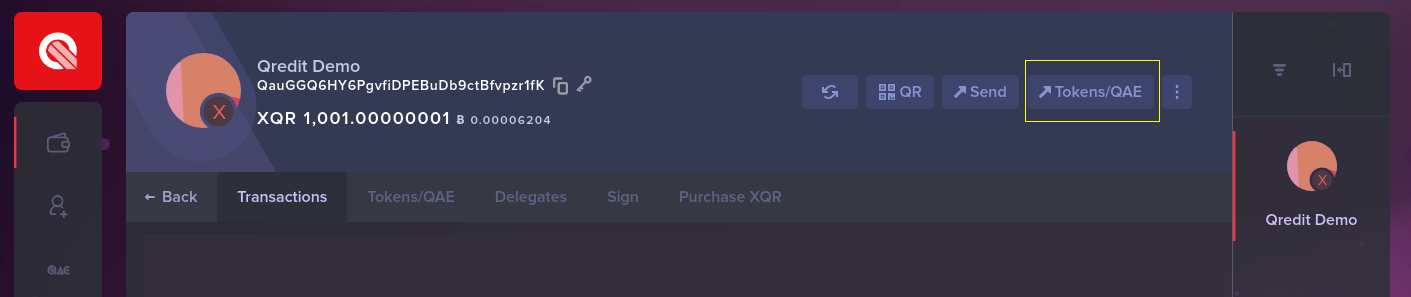 Qredit Demo
QauGGQ6HY6PgvfiDPEBuDb9ctBfvpzr1fK
X
XQR 1,001.00000001 Ƀ 0.00006204
QR
Send
Tokens/QAE
← Back
Transactions
Tokens/QAE
Delegates
Sign
Purchase XQR
QAE
X
Qredit Demo